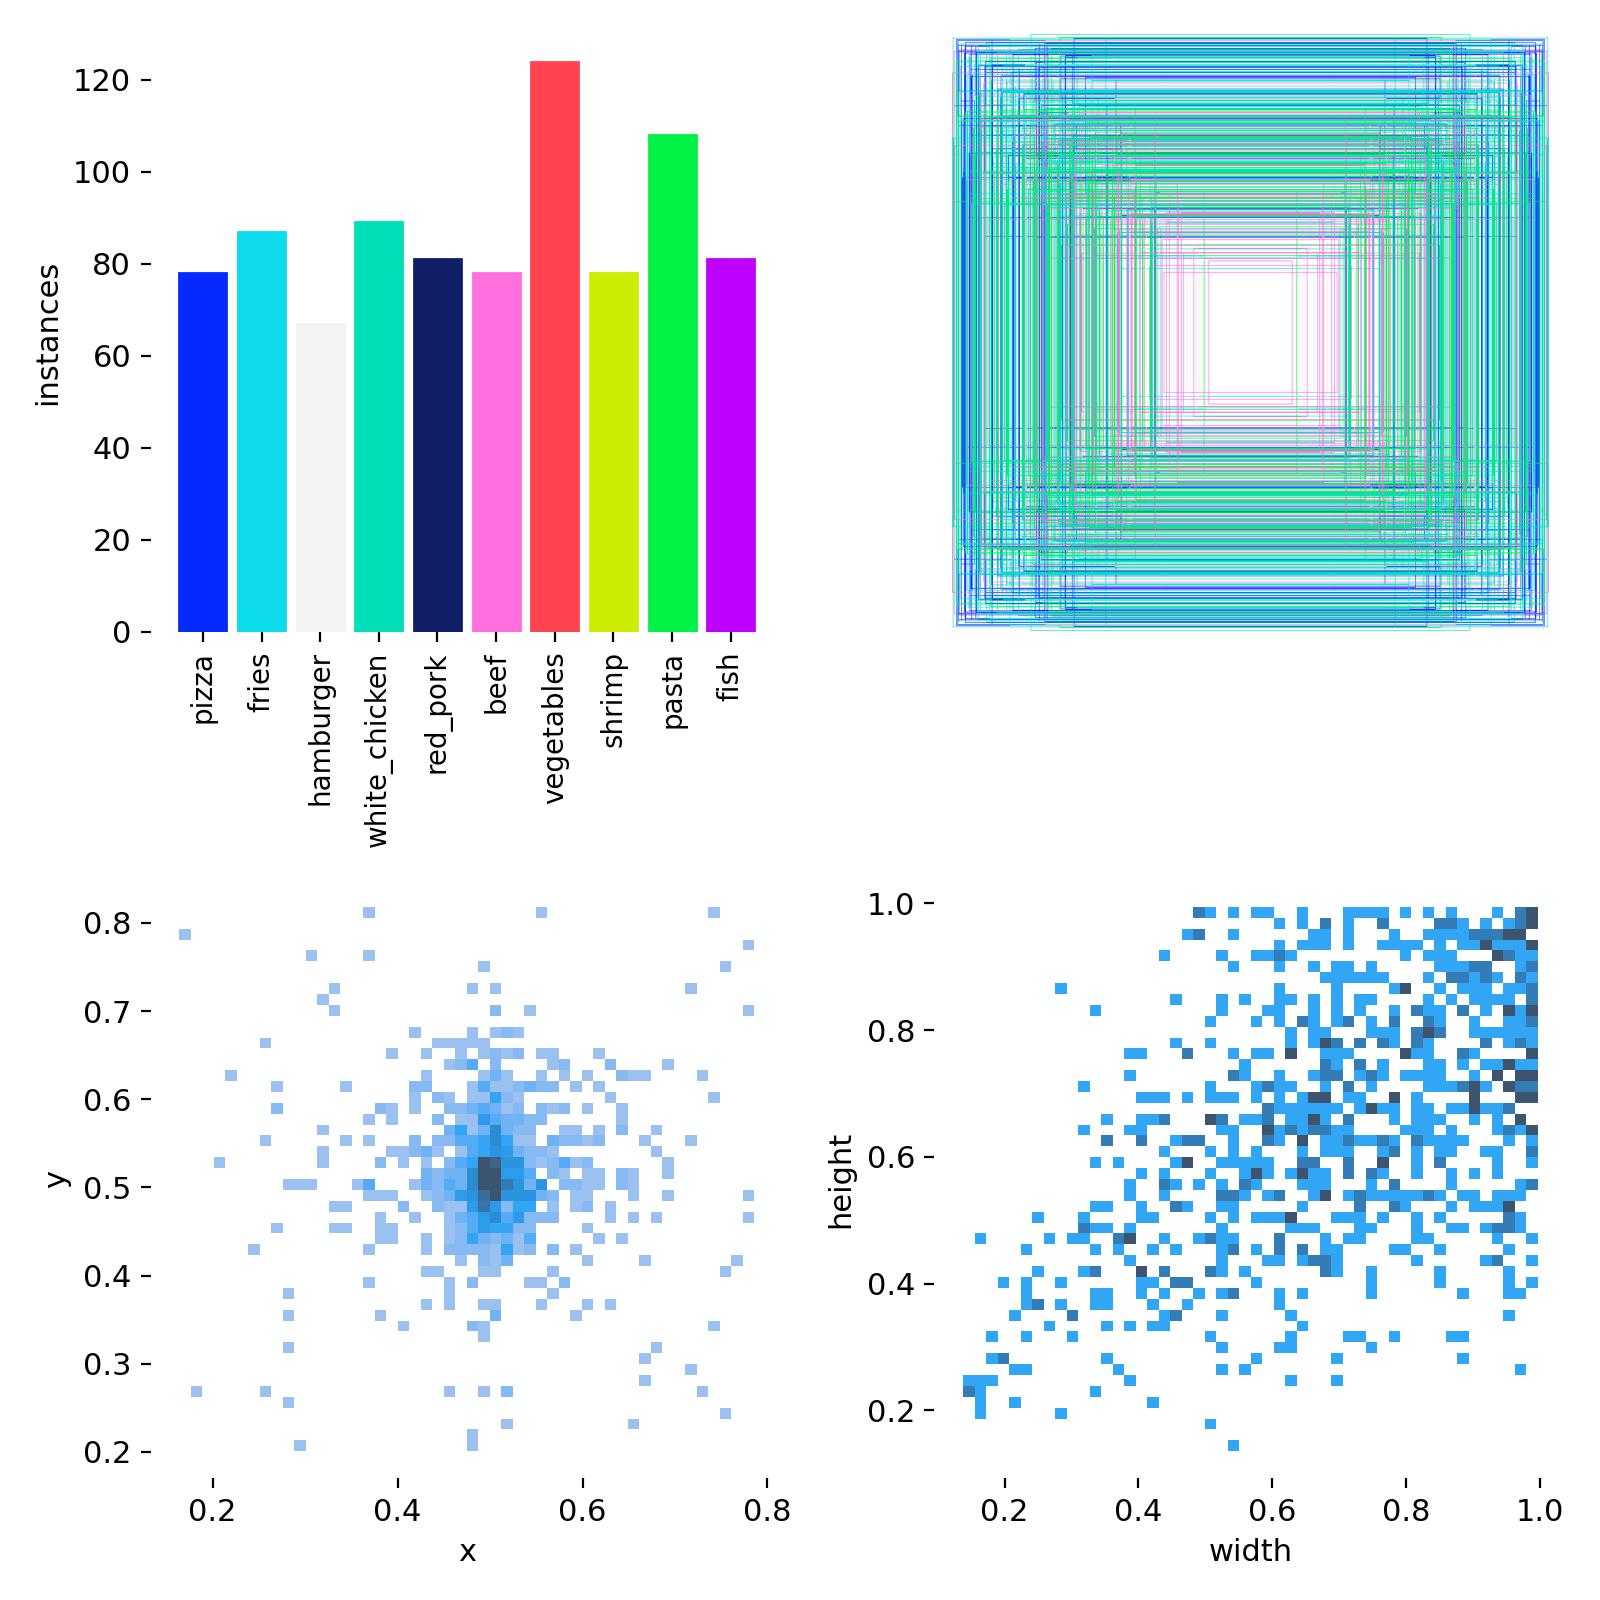 120
100
80
60
40
20
0
instances
pizza
fries
hamburger
white_chicken
red_pork
beef
vegetables
shrimp
pasta
fish
0.8
0.7
0.6
0.5
0.4
0.3
0.2
y
0.2 0.4 0.6 0.8
x
1.0
0.8
0.6
0.4
0.2
height
0.2 0.4 0.6 0.8 1.0
width